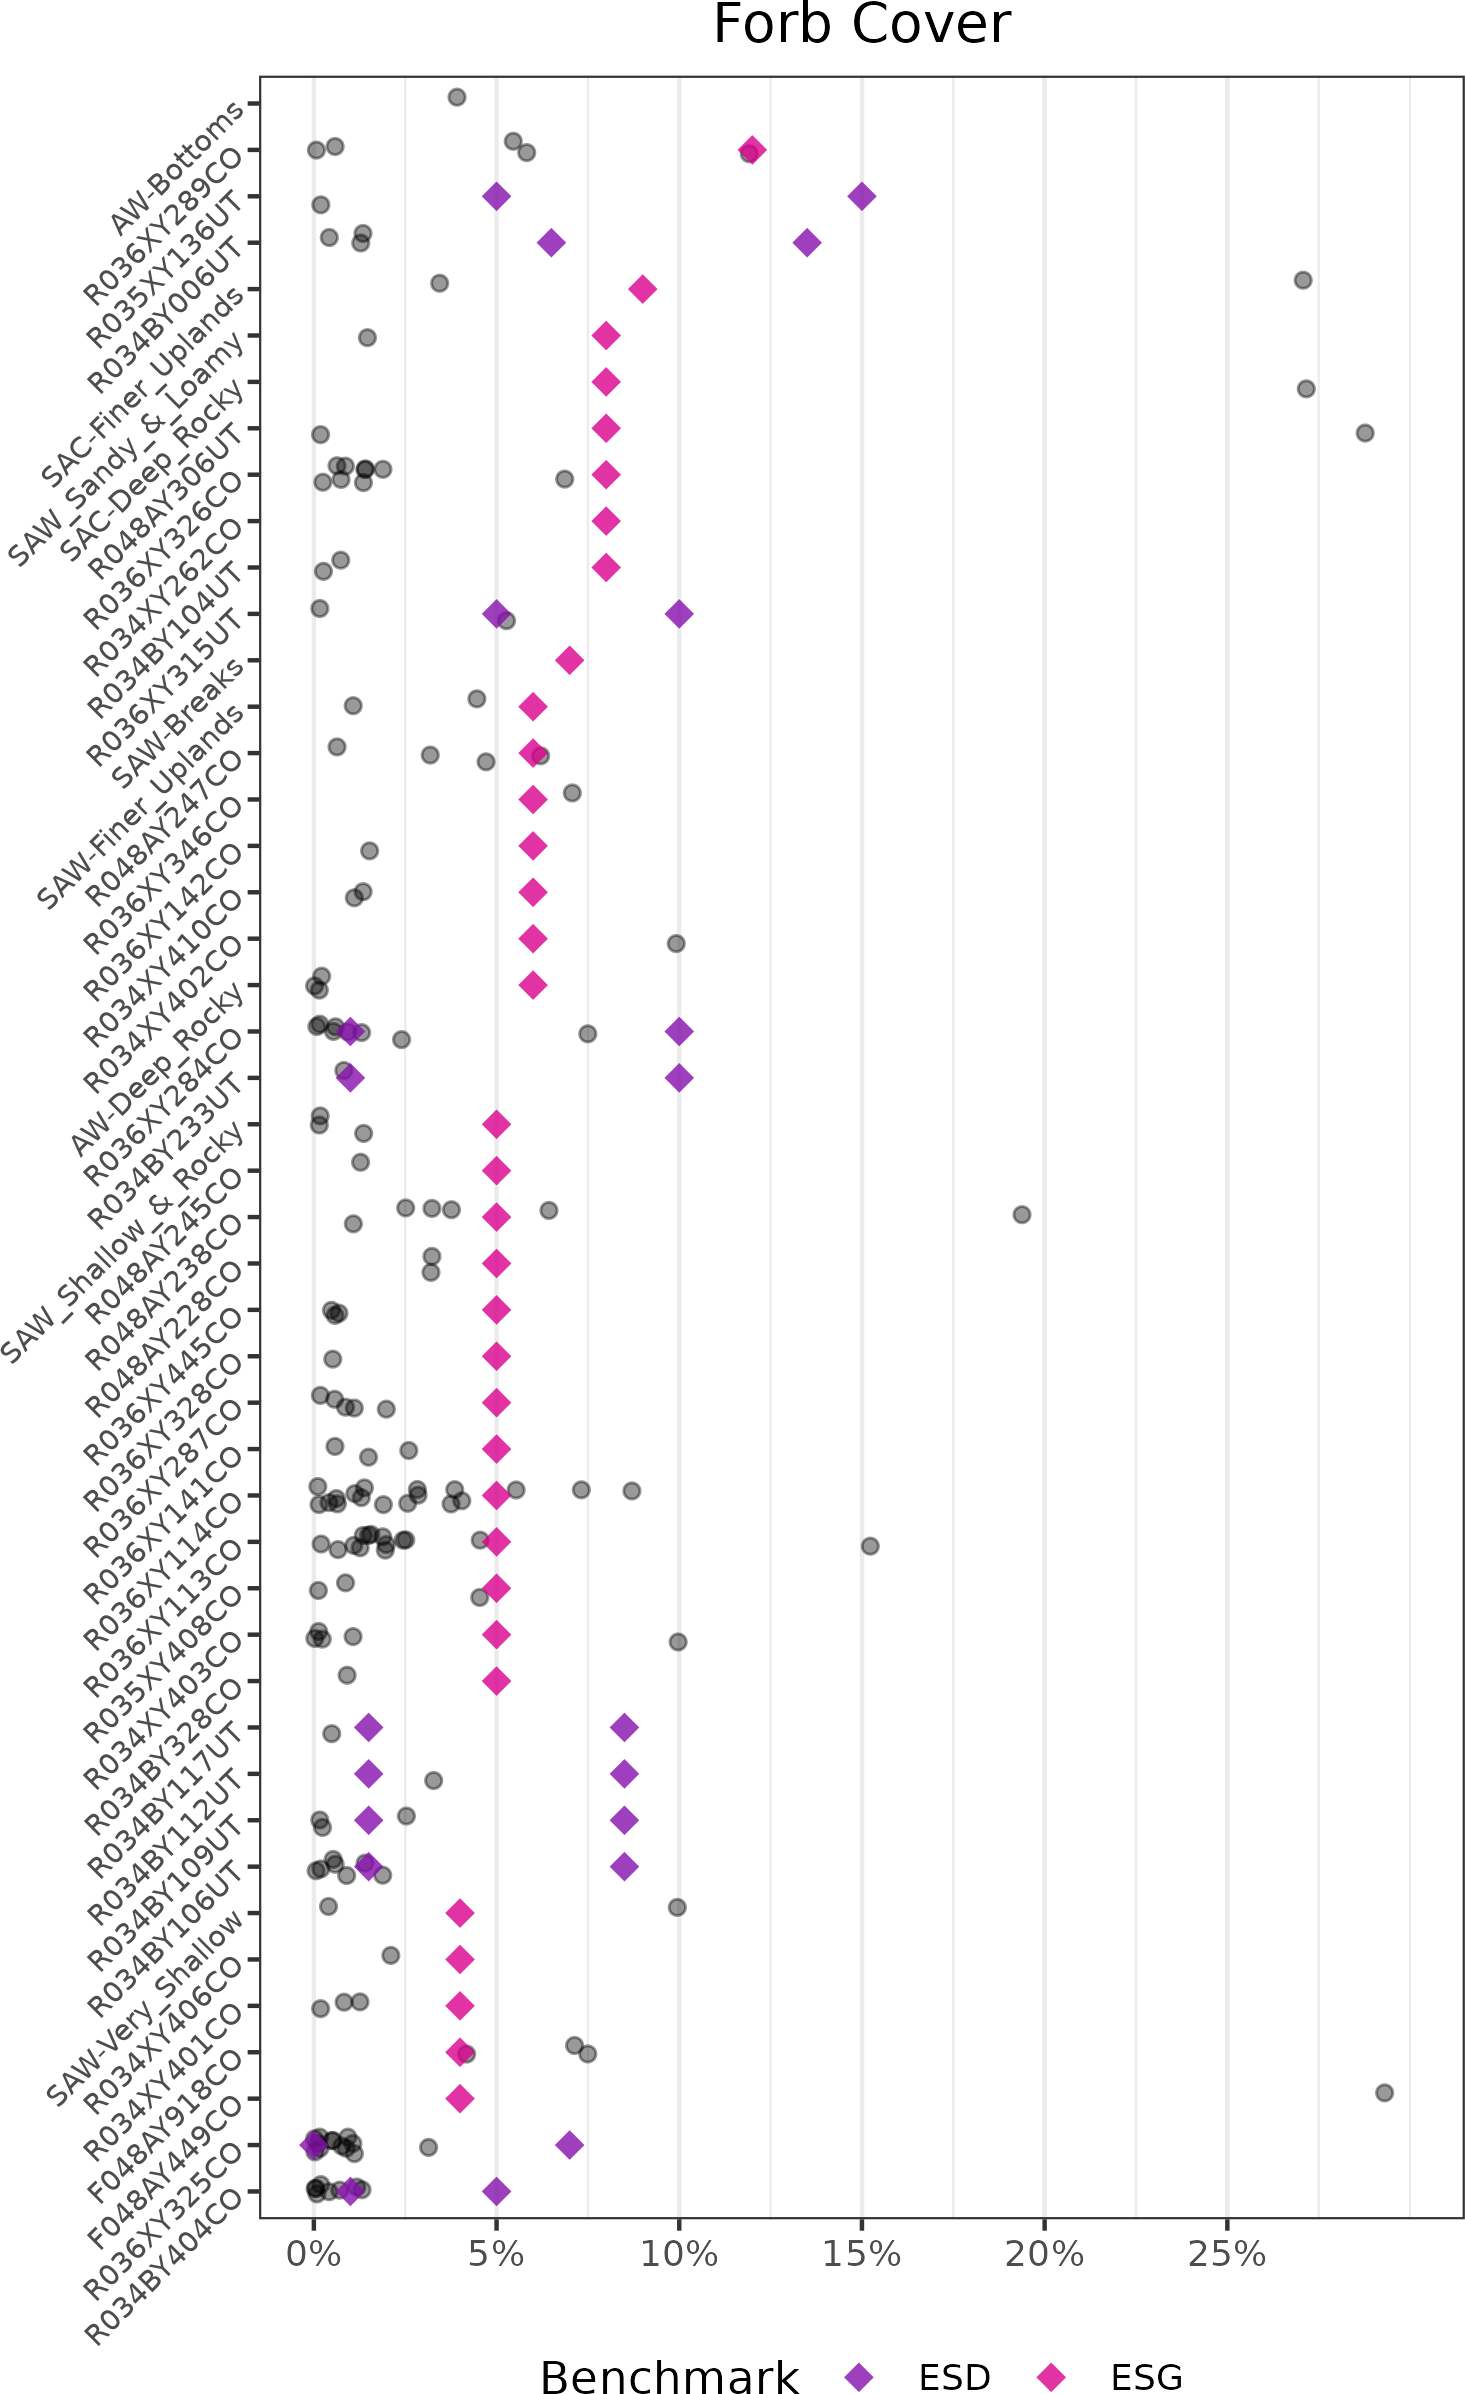 Forb Cover
AW-Bottoms
R036XY289CO
R035XY136UT
R034BY006UT
SAC-Finer_Uplands
SAW_Sandy_&_Loamy
SAC-Deep_Rocky
R048AY306UT
R036XY326CO
R034XY262CO
R034BY104UT
R036XY315UT
SAW-Breaks
SAW-Finer_Uplands
R048AY247CO
R036XY346CO
R036XY142CO
R034XY410CO
R034XY402CO
AW-Deep_Rocky
R036XY284CO
R034BY233UT
SAW_Shallow_&_Rocky
R048AY245CO
R048AY238CO
R048AY228CO
R036XY445CO
R036XY328CO
R036XY287CO
R036XY141CO
R036XY114CO
R036XY113CO
R035XY408CO
R034XY403CO
R034BY328CO
R034BY117UT
R034BY112UT
R034BY109UT
R034BY106UT
SAW-Very_Shallow
R034XY406CO
R034XY401CO
F048AY918CO
F048AY449CO
R036XY325CO
R034BY404CO
0% 5% 10% 15% 20% 25%
Benchmark ESD ESG